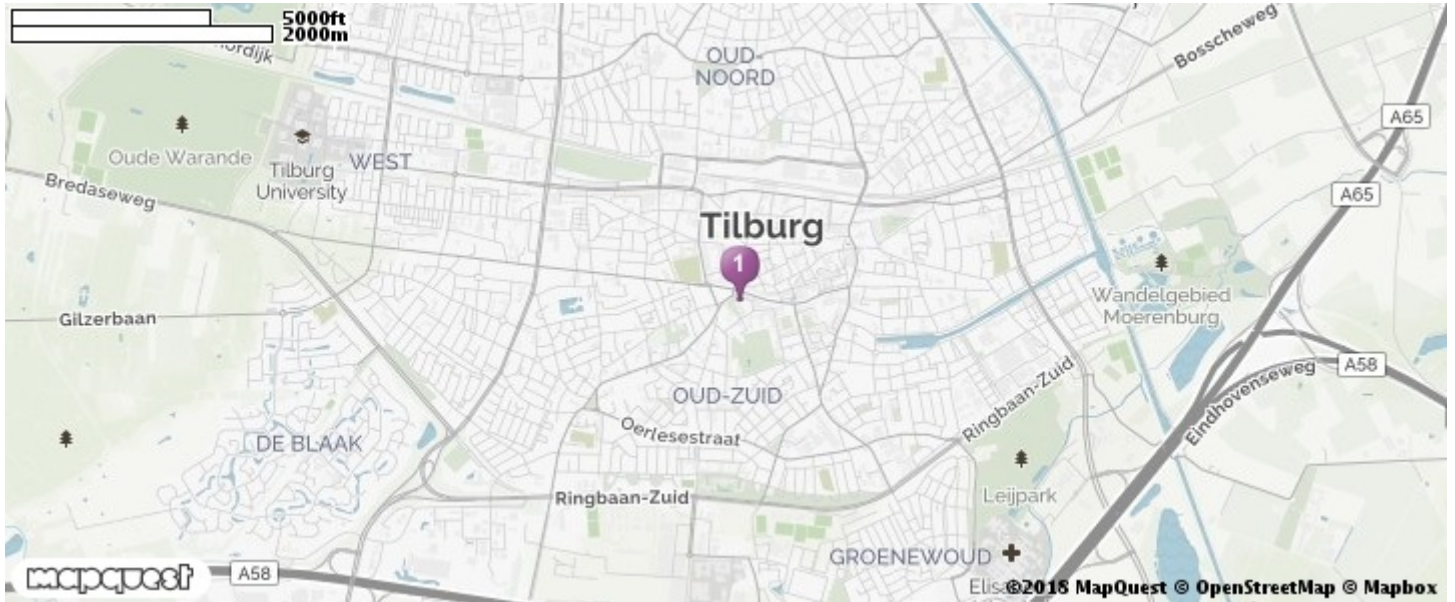 5000ft
2000m
OUD-
NOORD
Bosscheweg
A65
Oude Warande
Tilburg
University
WEST
Bredaseweg
A65
Tilburg
1
Wandelgebied
Moerenburg
Gilzerbaan
A58
Eindhovenseweg
OUD-ZUID
Ringbaan-Zuid
Oerlesestraat
DE BLAAK
Leijpark
Ringbaan-Zuid
GROENEWOUD
mapquest
A58
©2018 MapQuest © OpenStreetMap © Mapbox